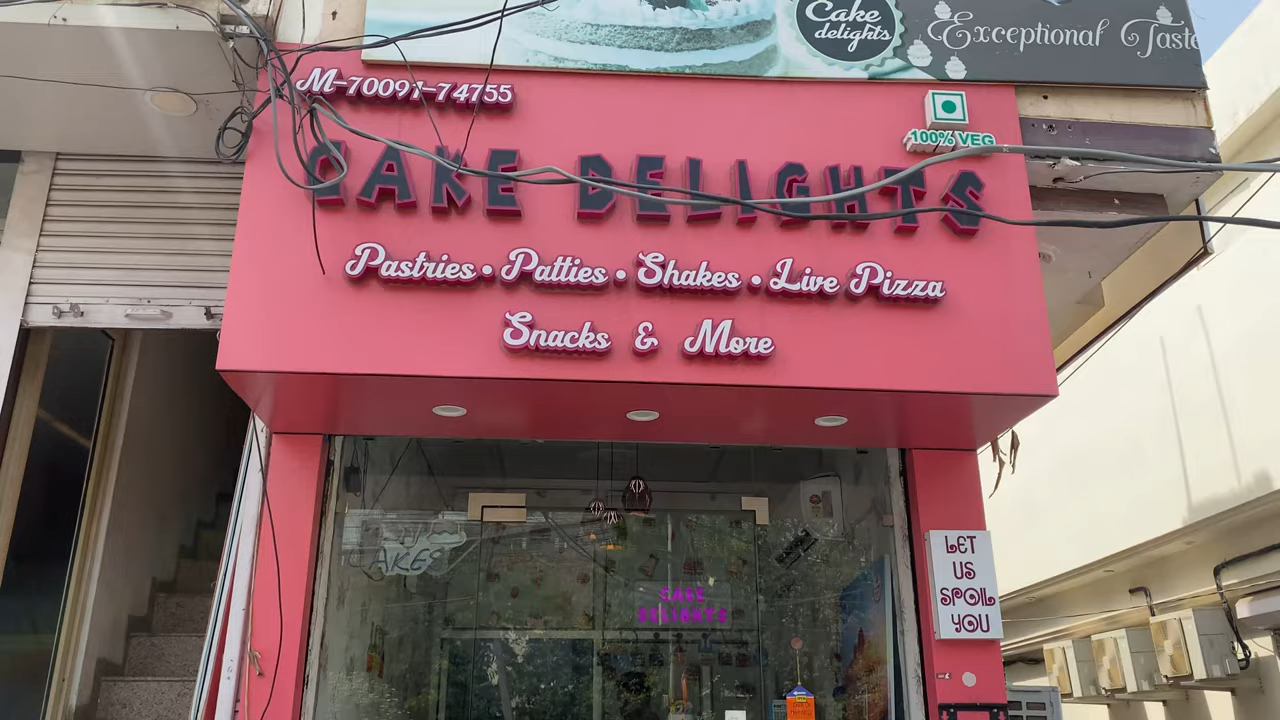 Cake
delights
Exceptional Taste
M-70091-74755
100% VEG
CAKE DELIGHTS
Pastries • Patties • Shakes • Live Pizza
Snacks & More
CAKES
CAKE
DELIGHTS
LET
US
SPOIL
YOU